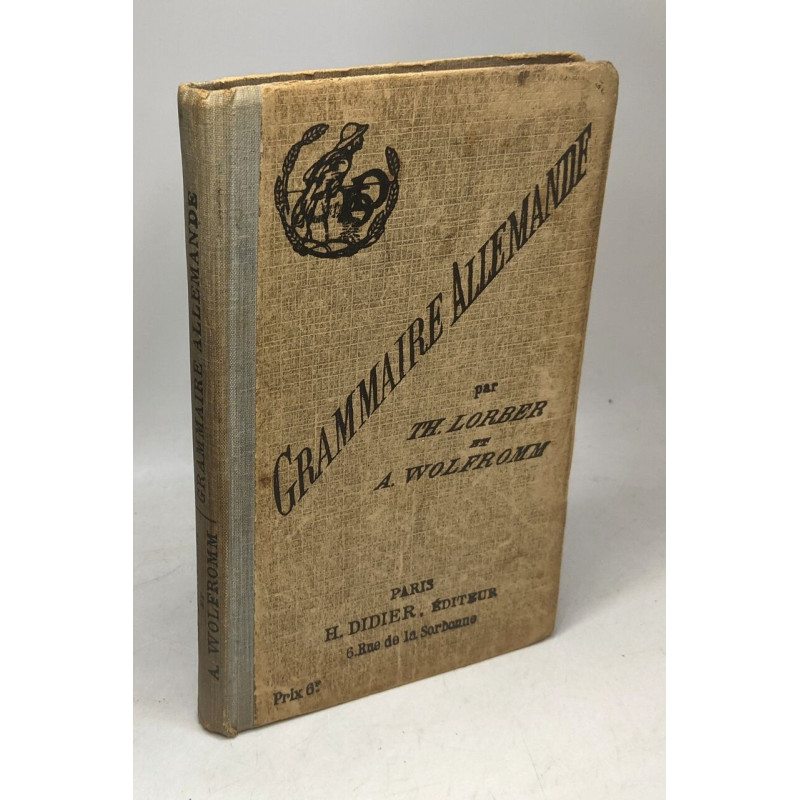 GRAMMAIRE ALLEMANDE
par
TH. LORBER
ET
A. WOLFROMM
PARIS
H. DIDIER, ÉDITEUR
6. Rue de la Sorbonne
Prix 6fr
A. WOLFROMM
GRAMMAIRE ALLEMANDE